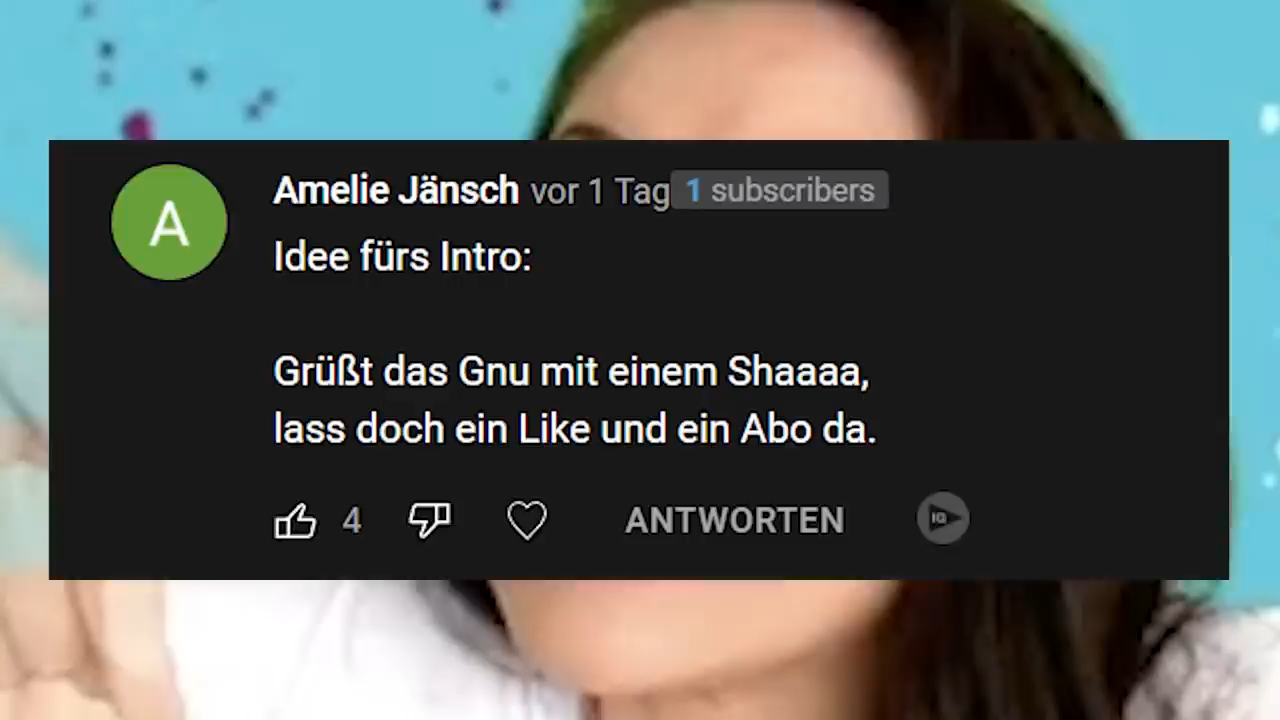 A
Amelie Jänsch vor 1 Tag 1 subscribers
Idee fürs Intro:
Grüßt das Gnu mit einem Shaaaa,
lass doch ein Like und ein Abo da.
4 ANTWORTEN IQ